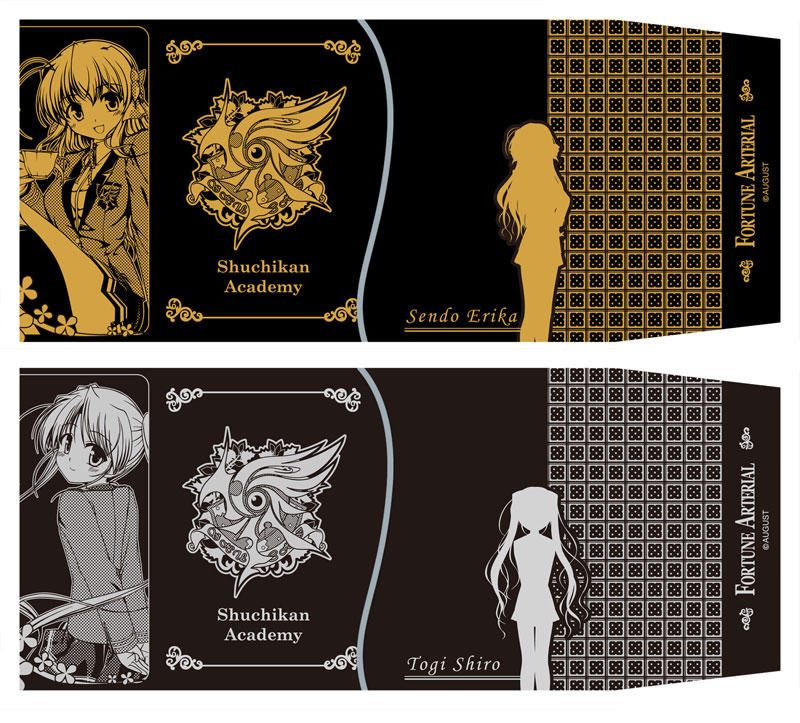 Shuchikan
Academy
Sendo Erika
FORTUNE ARTERIAL
©AUGUST
Shuchikan
Academy
Togi Shiro
FORTUNE ARTERIAL
©AUGUST